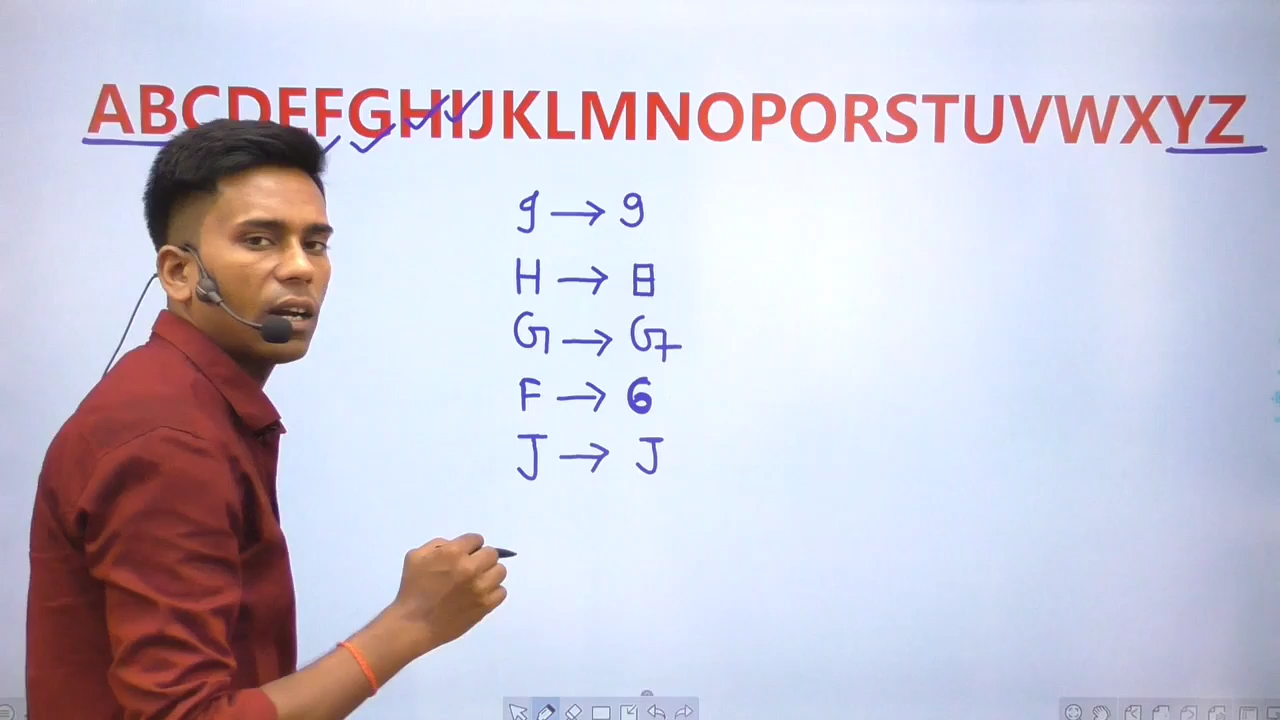 ABCDEFGHIJKLMNOPQRSTUVWXYZ
I → 9
H → 8
G → G7
F → 6
J → J